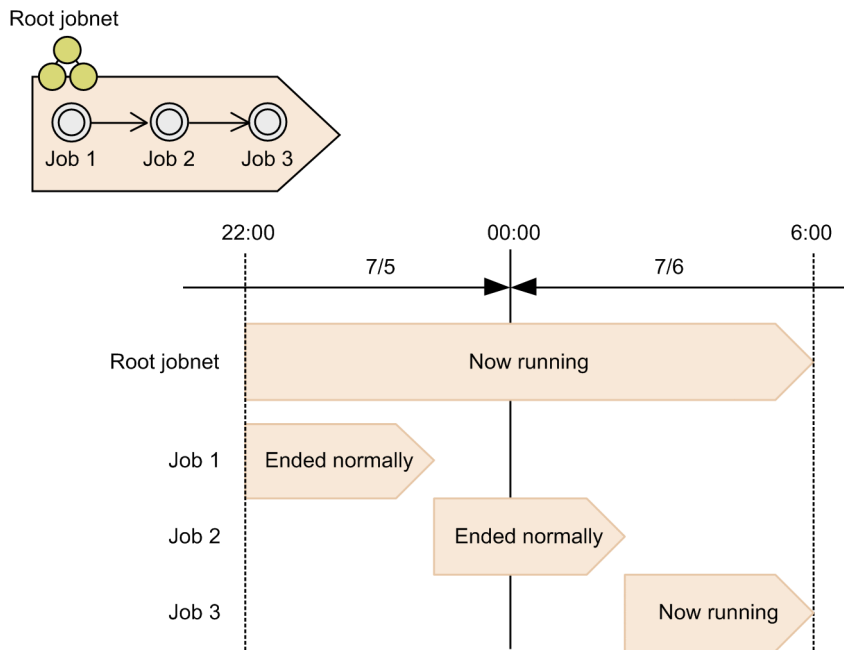 Root jobnet
Job 1 Job 2 Job 3
22:00 00:00 6:00
7/5 7/6
Root jobnet Now running
Job 1 Ended normally
Job 2 Ended normally
Job 3 Now running